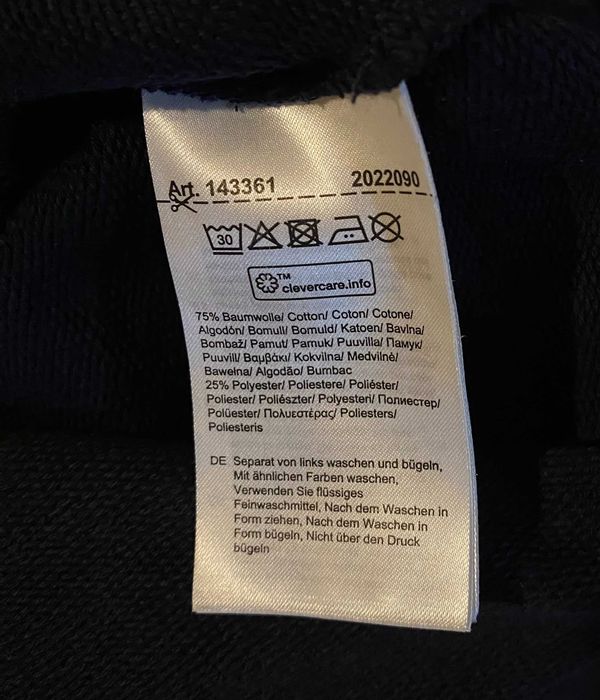 Art. 143361 2022090
30
TM
clevercare.info
75% Baumwolle/ Cotton/ Coton/ Cotone/
Algodón/ Bomull/ Bomuld/ Katoen/ Bavlna/
Bombaž/ Pamut/ Pamuk/ Puuvilla/ Памук/
Puuvill/ Βαμβάκι/ Kokvilna/ Medvilnė/
Bawełna/ Algodão/ Bumbac
25% Polyester/ Poliestere/ Poliéster/
Poliester/ Poliészter/ Polyesteri/ Полиестер/
Polüester/ Πολυεστέρας/ Poliesters/
Poliesteris
DE Separat von links waschen und bügeln,
Mit ähnlichen Farben waschen,
Verwenden Sie flüssiges
Feinwaschmittel, Nach dem Waschen in
Form ziehen, Nach dem Waschen in
Form bügeln, Nicht über den Druck
bügeln